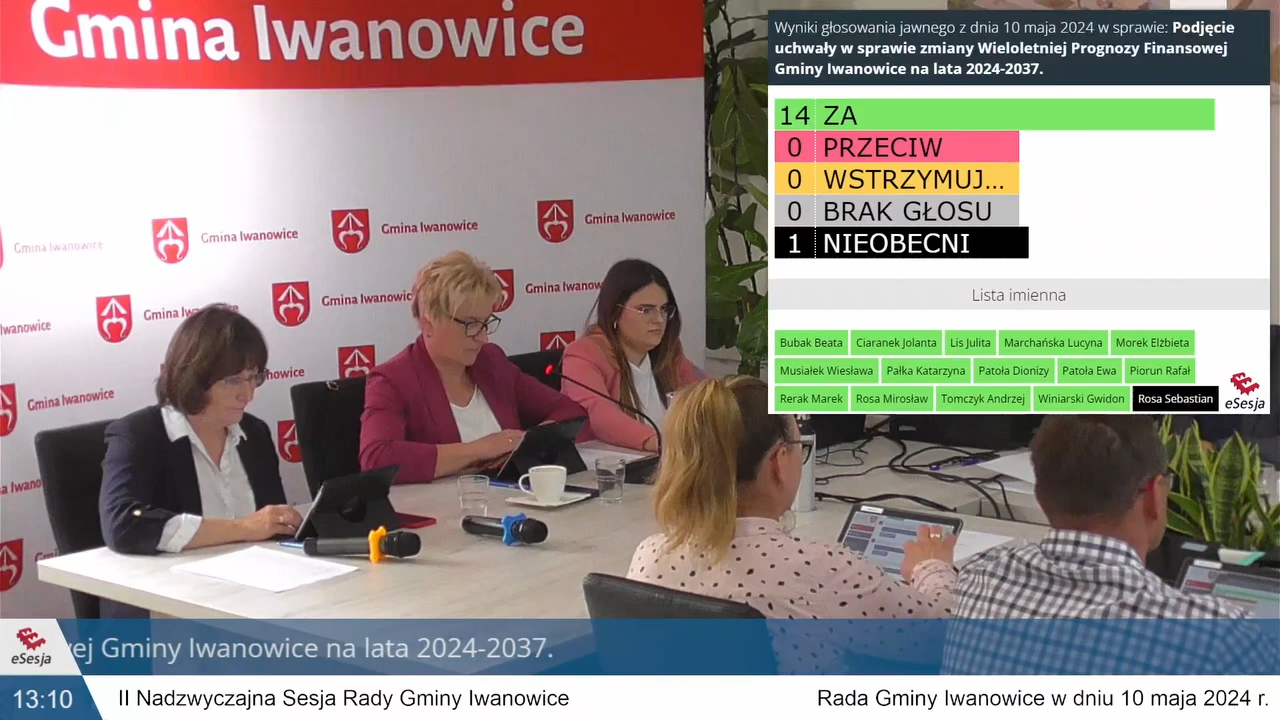 Gmina Iwanowice
Wyniki głosowania jawnego z dnia 10 maja 2024 w sprawie: Podjęcie
uchwały w sprawie zmiany Wieloletniej Prognozy Finansowej
Gminy Iwanowice na lata 2024-2037.
14 ZA
0 PRZECIW
0 WSTRZYMUJ...
0 BRAK GŁOSU
1 NIEOBECNI
Lista imienna
Bubak Beata Ciaranek Jolanta Lis Julita Marchańska Lucyna Morek Elżbieta
Musiałek Wiesława Pałka Katarzyna Patoła Dionizy Patoła Ewa Piorun Rafał
Rerak Marek Rosa Mirosław Tomczyk Andrzej Winiarski Gwidon Rosa Sebastian
eSesja
Gmina Iwanowice Gmina Iwanowice Gmina Iwanowice Gmina Iwanowice
Gmina Iwanowic
Gmina Iwanowice
eSesja
ej Gminy Iwanowice na lata 2024-2037.
13:10 II Nadzwyczajna Sesja Rady Gminy Iwanowice Rada Gminy Iwanowice w dniu 10 maja 2024 r.